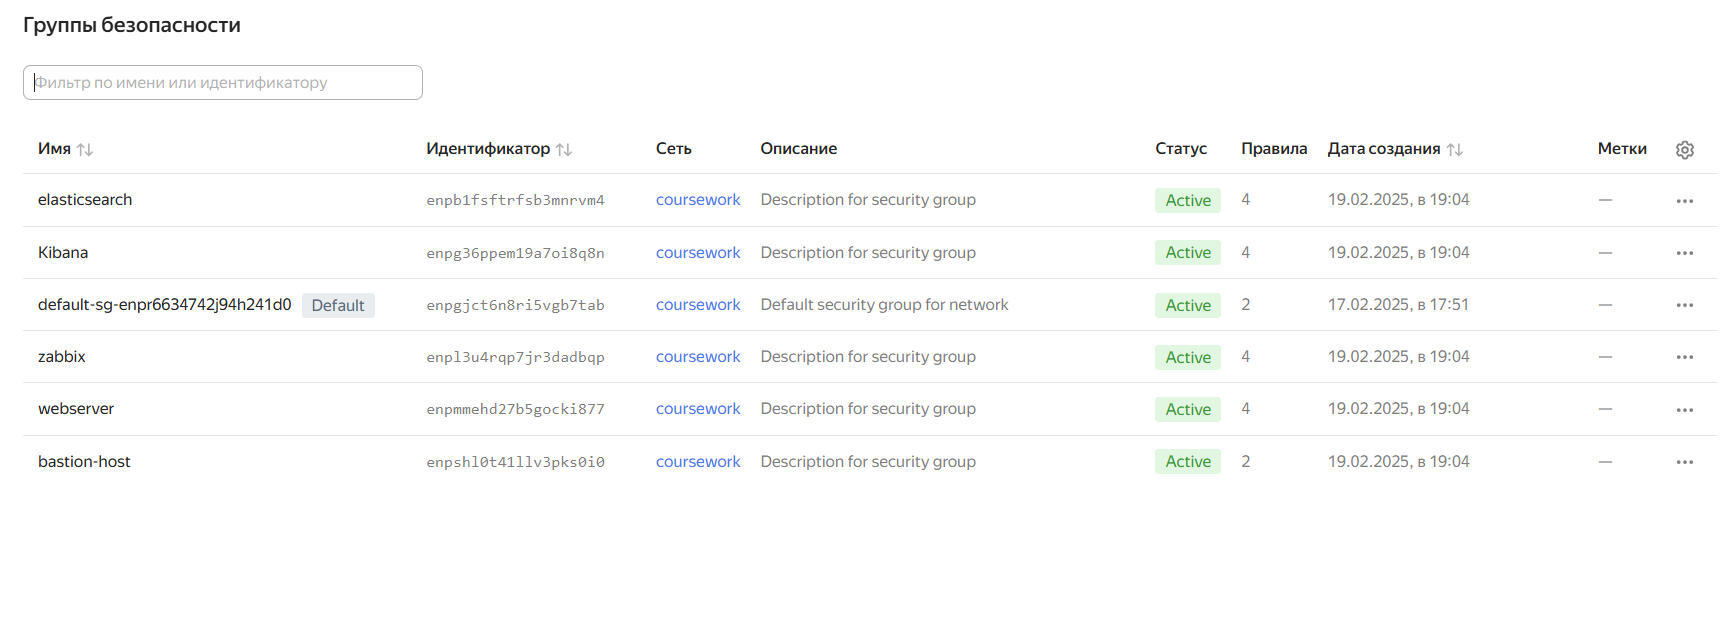 Группы безопасности
Фильтр по имени или идентификатору
Имя Идентификатор Сеть Описание Статус Правила Дата создания Метки
elasticsearch enpb1fsftrfsb3mnrvm4 coursework Description for security group Active 4 19.02.2025, в 19:04 —
Kibana enpg36ppem19a7oi8q8n coursework Description for security group Active 4 19.02.2025, в 19:04 —
default-sg-enpr6634742j94h241d0 Default enpgjct6n8ri5vgb7tab coursework Default security group for network Active 2 17.02.2025, в 17:51 —
zabbix enpl3u4rqp7jr3dadbqp coursework Description for security group Active 4 19.02.2025, в 19:04 —
webserver enpmmehd27b5gocki877 coursework Description for security group Active 4 19.02.2025, в 19:04 —
bastion-host enpshl0t41llv3pks0i0 coursework Description for security group Active 2 19.02.2025, в 19:04 —